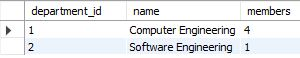 department_id name members
1 Computer Engineering 4
2 Software Engineering 1